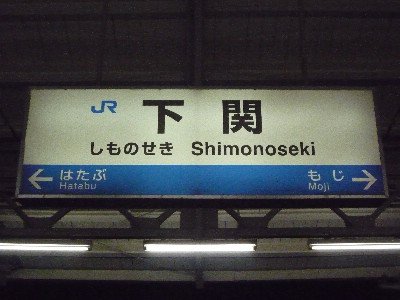 JR 下関
しものせき Shimonoseki
← はたぶ もじ →
Hatabu Moji